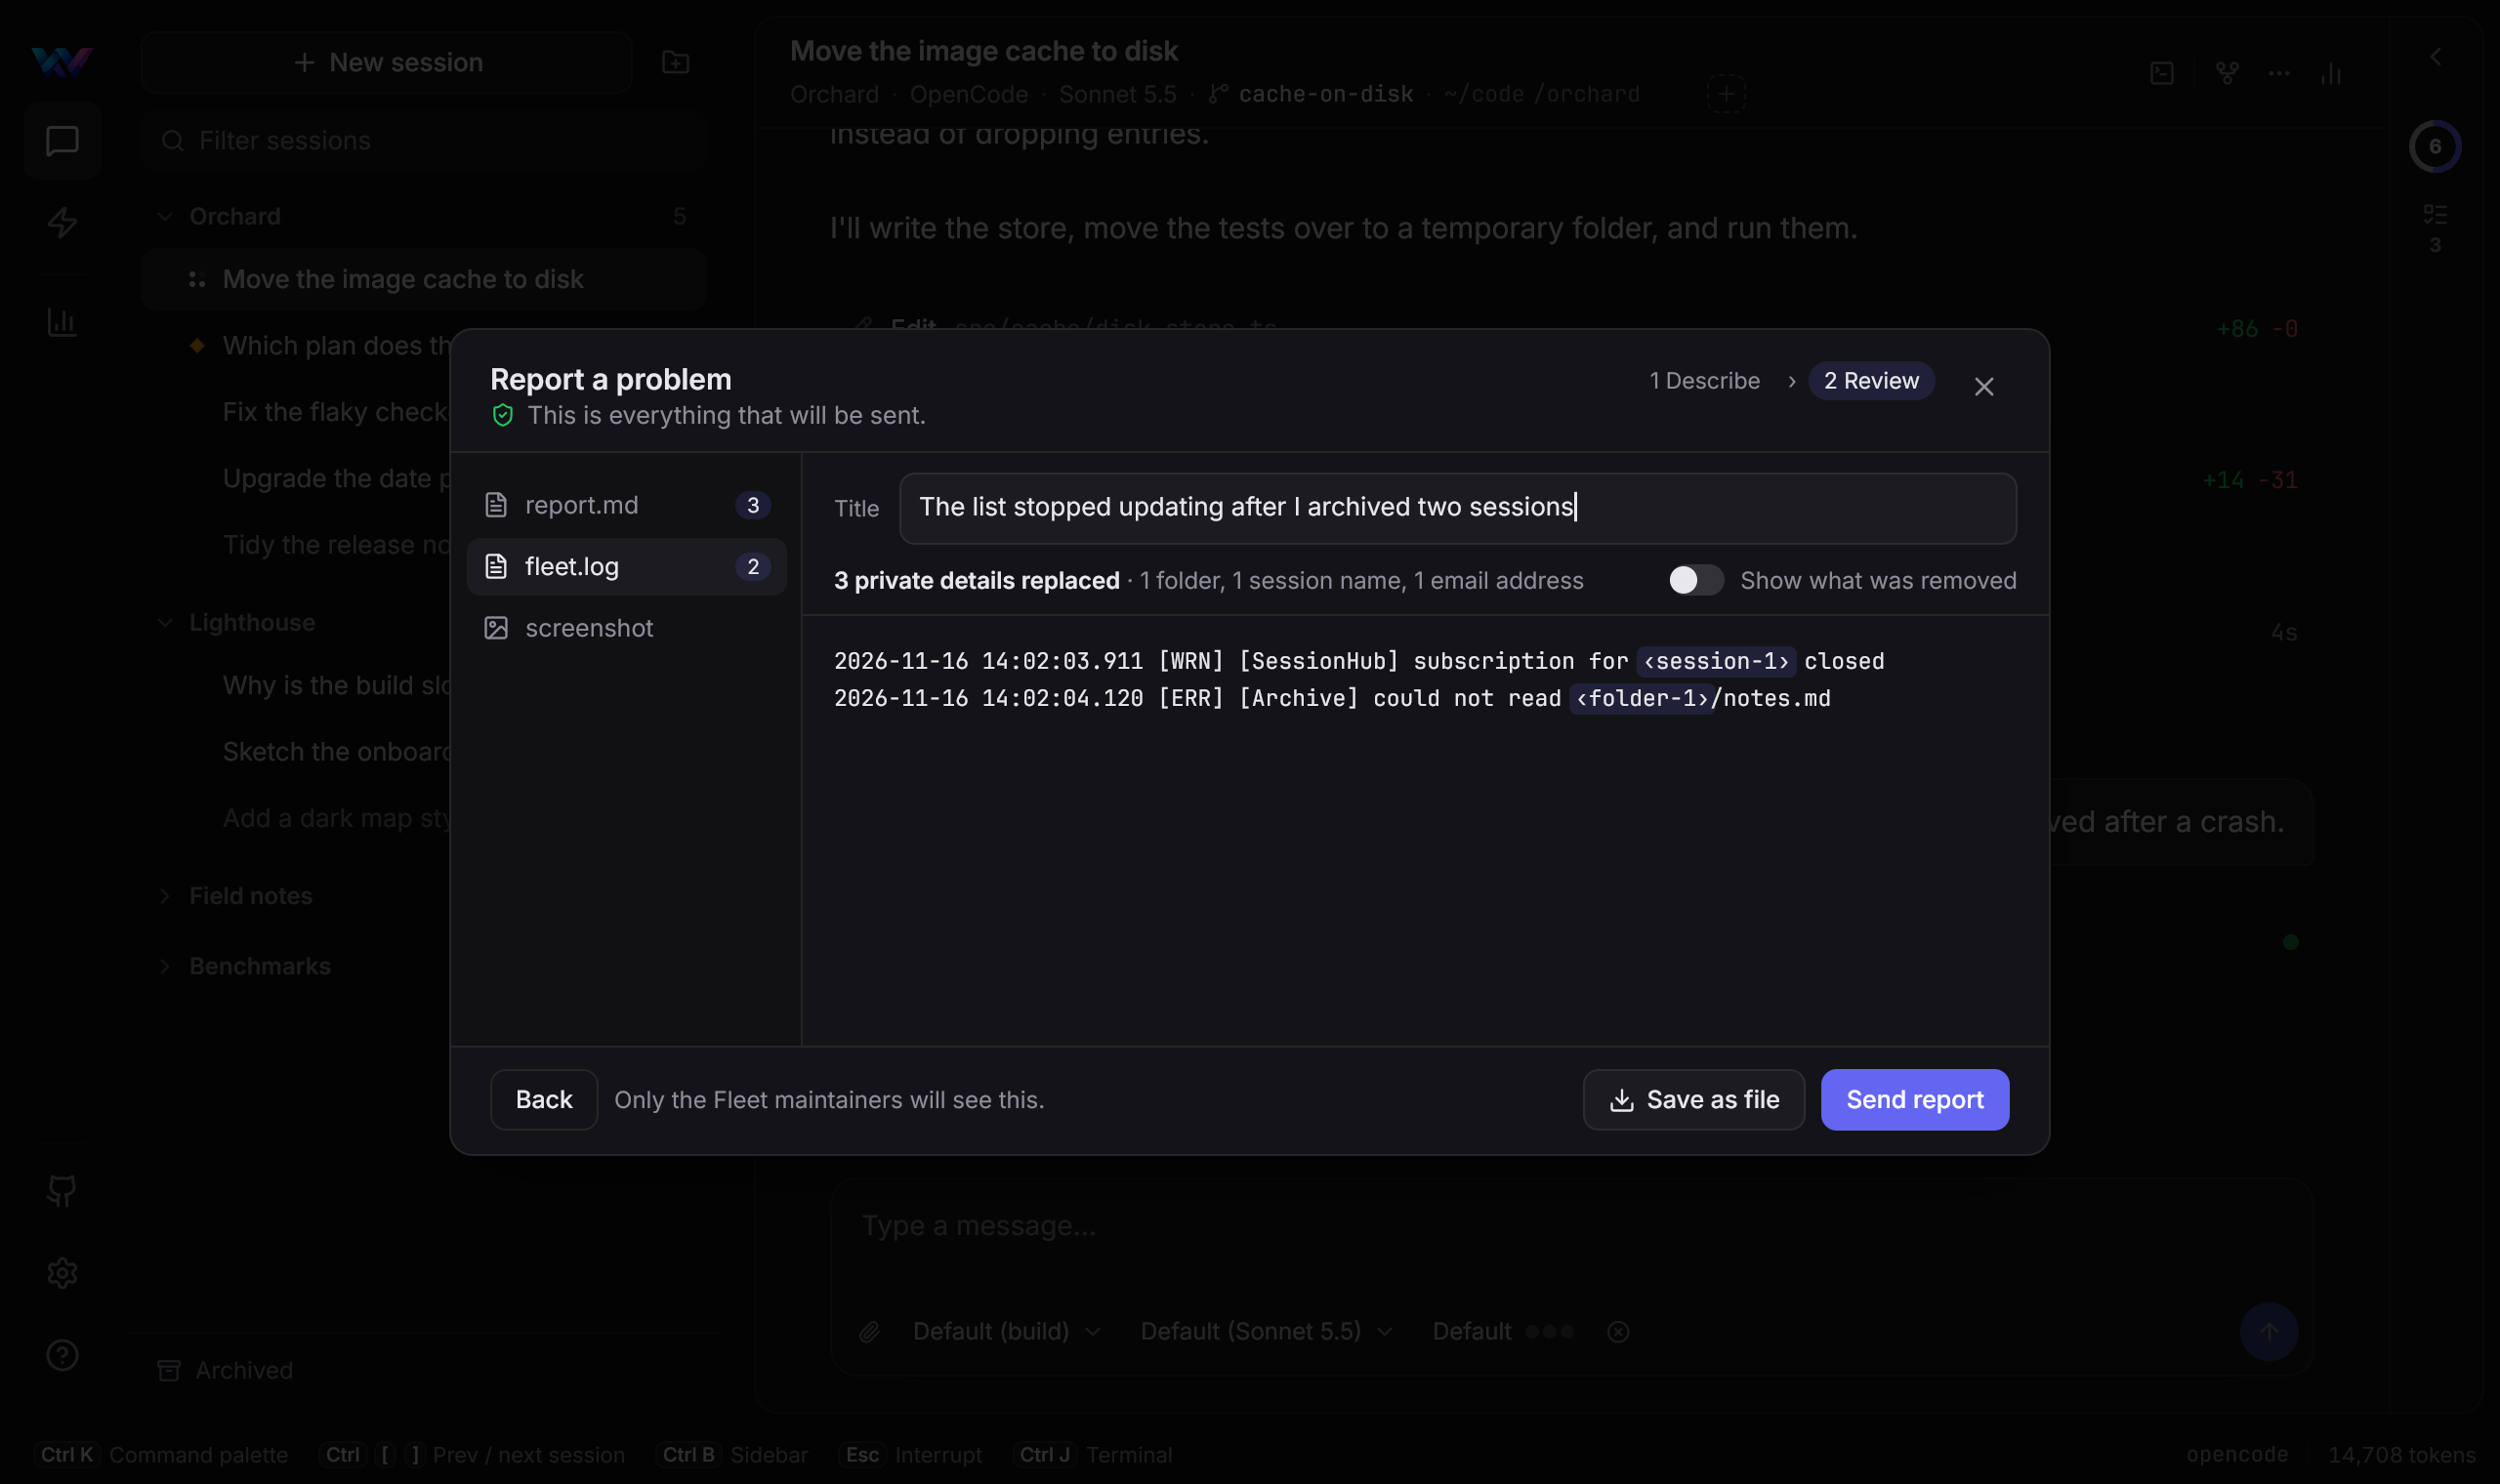 New session
Filter sessions
Orchard 5
Move the image cache to disk
Which plan does th
Fix the flaky check
Upgrade the date p
Tidy the release no
Lighthouse
Why is the build slo
Sketch the onboard
Add a dark map sty
Field notes
Benchmarks
Archived
Move the image cache to disk
Orchard · OpenCode · Sonnet 5.5 · cache-on-disk · ~/code/orchard
instead of dropping entries.
I'll write the store, move the tests over to a temporary folder, and run them.
Edit src/cache/disk-store.ts +86 -0
+14 -31
4s
ved after a crash.
6
3
Report a problem
This is everything that will be sent.
1 Describe › 2 Review
report.md 3
fleet.log 2
screenshot
Title The list stopped updating after I archived two sessions
3 private details replaced · 1 folder, 1 session name, 1 email address
Show what was removed
2026-11-16 14:02:03.911 [WRN] [SessionHub] subscription for ‹session-1› closed
2026-11-16 14:02:04.120 [ERR] [Archive] could not read ‹folder-1›/notes.md
Back
Only the Fleet maintainers will see this.
Save as file
Send report
Type a message...
Default (build)
Default (Sonnet 5.5)
Default
Ctrl K Command palette
Ctrl [ ] Prev / next session
Ctrl B Sidebar
Esc Interrupt
Ctrl J Terminal
opencode
14,708 tokens